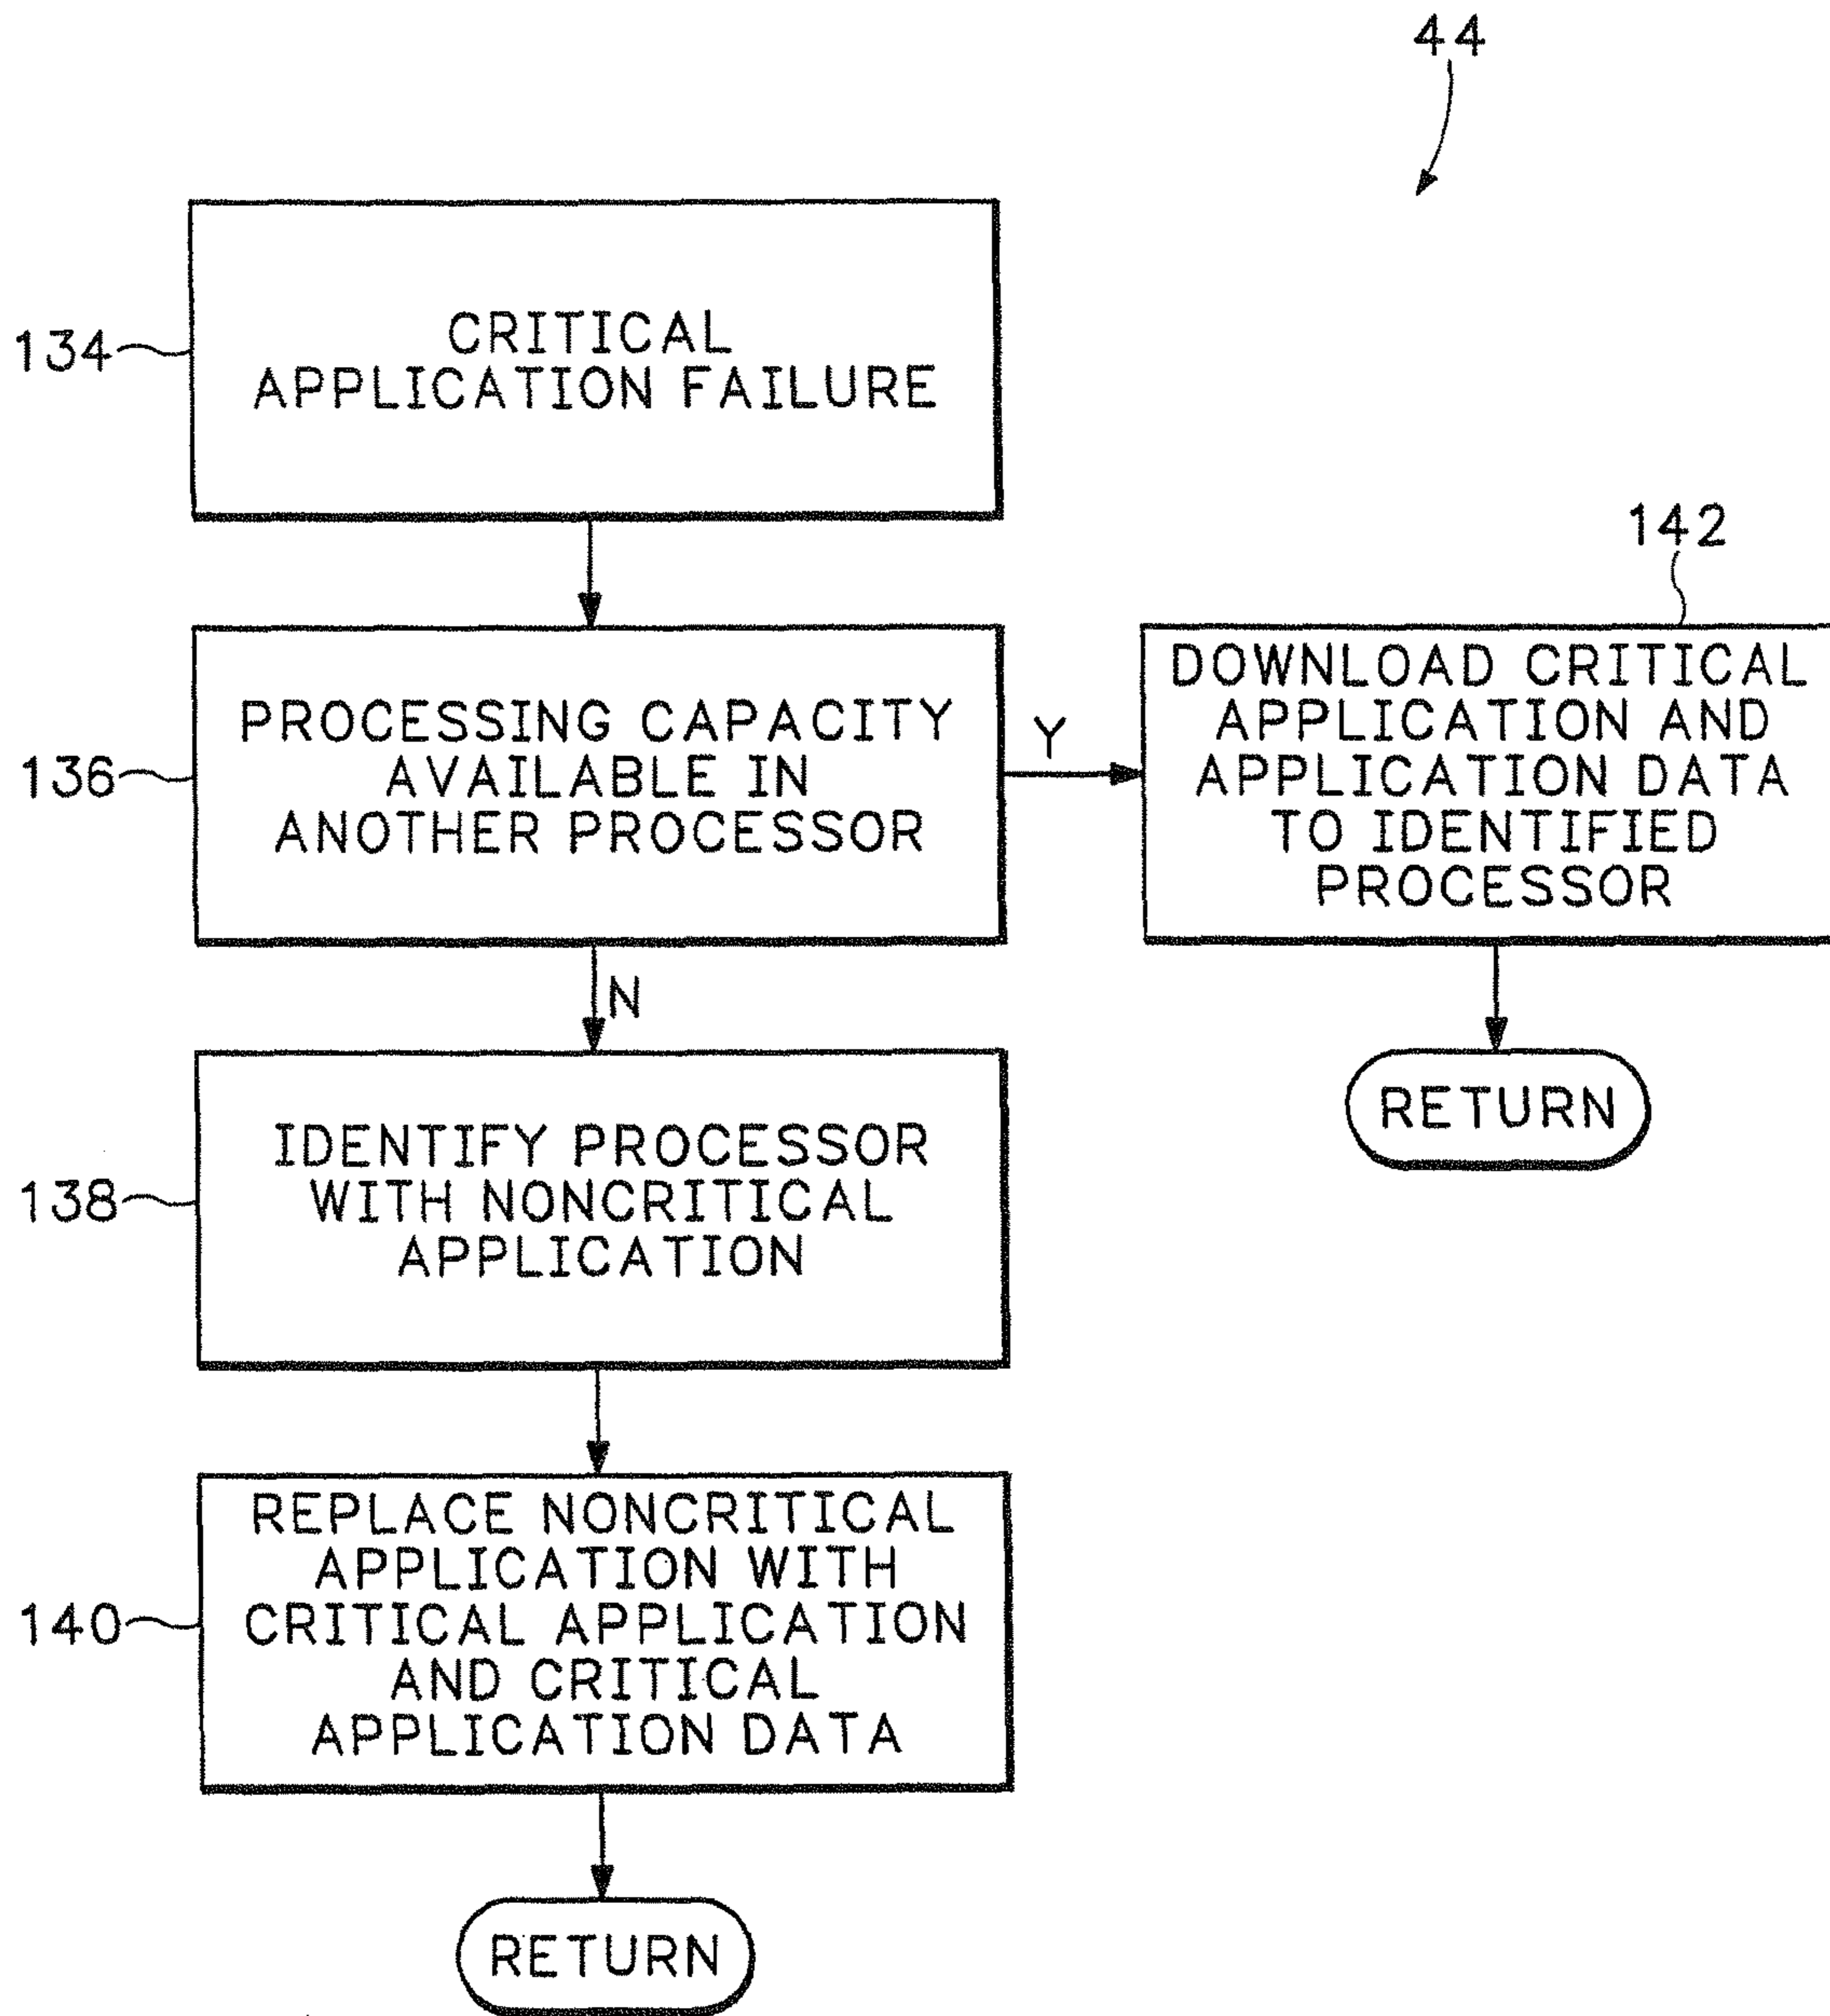 44
134
CRITICAL
APPLICATION FAILURE
136
PROCESSING CAPACITY
AVAILABLE IN
ANOTHER PROCESSOR
Y
142
DOWNLOAD CRITICAL
APPLICATION AND
APPLICATION DATA
TO IDENTIFIED
PROCESSOR
RETURN
N
138
IDENTIFY PROCESSOR
WITH NONCRITICAL
APPLICATION
140
REPLACE NONCRITICAL
APPLICATION WITH
CRITICAL APPLICATION
AND CRITICAL
APPLICATION DATA
RETURN